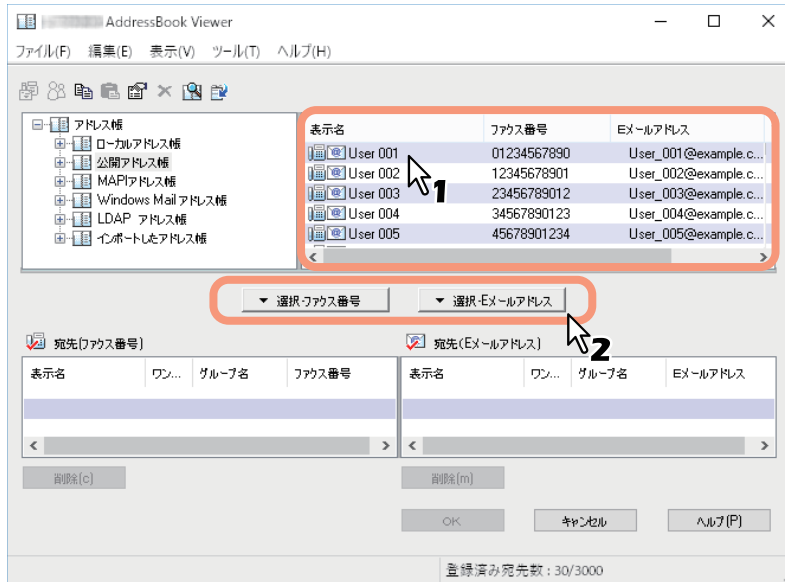 AddressBook Viewer
ファイル(F) 編集(E) 表示(V) ツール(T) ヘルプ(H)
アドレス帳
ローカルアドレス帳
公開アドレス帳
MAPIアドレス帳
Windows Mail アドレス帳
LDAP アドレス帳
インポートしたアドレス帳
表示名 ファクス番号 Eメールアドレス
User 001 01234567890 User_001@example.c...
User 002 12345678901 User_002@example.c...
User 003 23456789012 User_003@example.c...
User 004 34567890123 User_004@example.c...
User 005 45678901234 User_005@example.c...
1
▼ 選択-ファクス番号 ▼ 選択-Eメールアドレス
2
宛先(ファクス番号) 宛先(Eメールアドレス)
表示名 ワン... グループ名 ファクス番号 表示名 ワン... グループ名 Eメールアドレス
削除(c) 削除(m)
OK キャンセル ヘルプ(P)
登録済み宛先数 : 30/3000